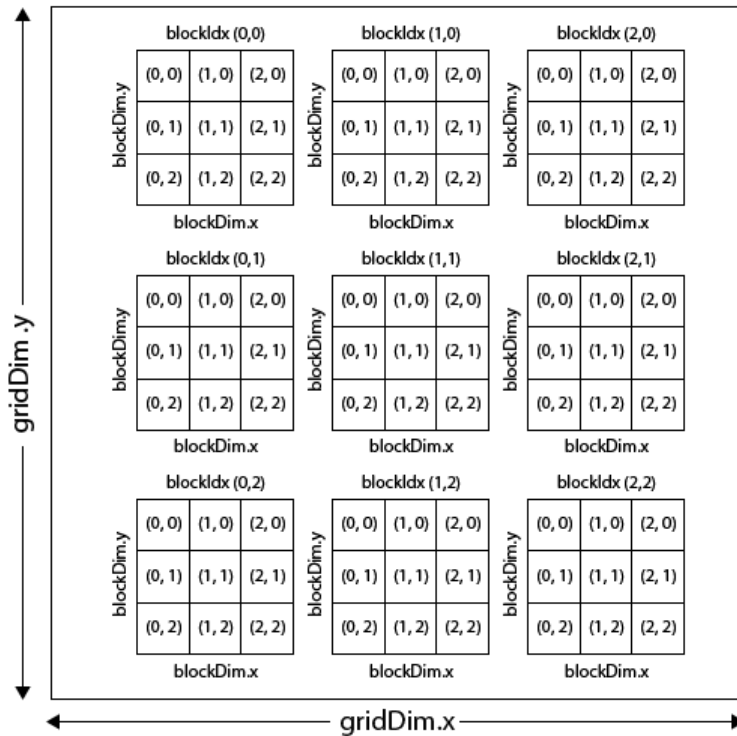 blockIdx (0,0) blockIdx (1,0) blockIdx (2,0)
blockDim.y (0, 0) (1, 0) (2, 0) blockDim.y (0, 0) (1, 0) (2, 0) blockDim.y (0, 0) (1, 0) (2, 0)
(0, 1) (1, 1) (2, 1) (0, 1) (1, 1) (2, 1) (0, 1) (1, 1) (2, 1)
(0, 2) (1, 2) (2, 2) (0, 2) (1, 2) (2, 2) (0, 2) (1, 2) (2, 2)
blockDim.x blockDim.x blockDim.x
blockIdx (0,1) blockIdx (1,1) blockIdx (2,1)
blockDim.y (0, 0) (1, 0) (2, 0) blockDim.y (0, 0) (1, 0) (2, 0) blockDim.y (0, 0) (1, 0) (2, 0)
(0, 1) (1, 1) (2, 1) (0, 1) (1, 1) (2, 1) (0, 1) (1, 1) (2, 1)
(0, 2) (1, 2) (2, 2) (0, 2) (1, 2) (2, 2) (0, 2) (1, 2) (2, 2)
blockDim.x blockDim.x blockDim.x
gridDim .y
blockIdx (0,2) blockIdx (1,2) blockIdx (2,2)
blockDim.y (0, 0) (1, 0) (2, 0) blockDim.y (0, 0) (1, 0) (2, 0) blockDim.y (0, 0) (1, 0) (2, 0)
(0, 1) (1, 1) (2, 1) (0, 1) (1, 1) (2, 1) (0, 1) (1, 1) (2, 1)
(0, 2) (1, 2) (2, 2) (0, 2) (1, 2) (2, 2) (0, 2) (1, 2) (2, 2)
blockDim.x blockDim.x blockDim.x
gridDim.x